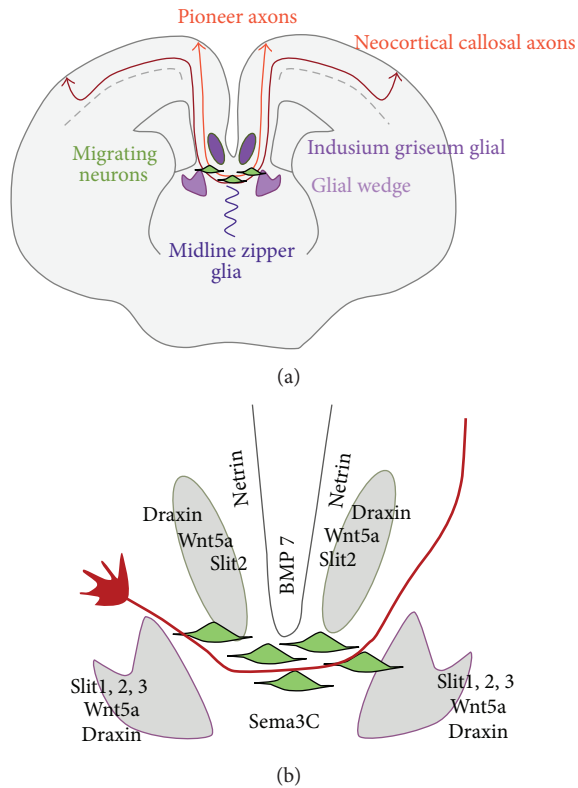 Pioneer axons
Neocortical callosal axons
Migrating
neurons
Indusium griseum glial
Glial wedge
Midline zipper
glia
(a)
Netrin
Netrin
BMP 7
Draxin
Wnt5a
Slit2
Draxin
Wnt5a
Slit2
Slit1, 2, 3
Wnt5a
Draxin
Sema3C
Slit1, 2, 3
Wnt5a
Draxin
(b)